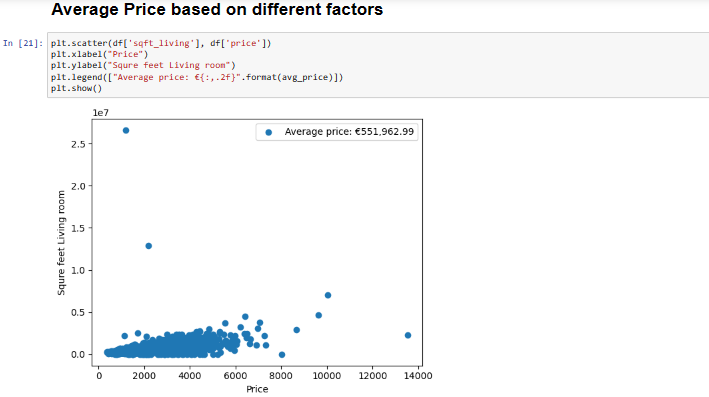 Average Price based on different factors
In [21]: plt.scatter(df['sqft_living'], df['price'])
plt.xlabel("Price")
plt.ylabel("Squre feet Living room")
plt.legend(["Average price: €{:,.2f}".format(avg_price)])
plt.show()
1e7
Average price: €551,962.99
2.5
2.0
1.5
1.0
0.5
0.0
Squre feet Living room
0 2000 4000 6000 8000 10000 12000 14000
Price